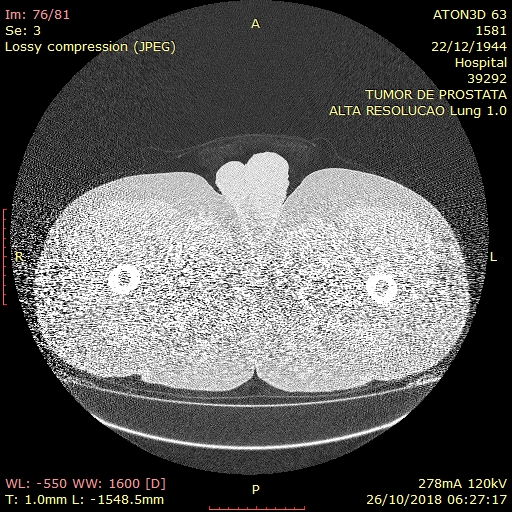 Im: 76/81
Se: 3
Lossy compression (JPEG)
ATON3D 63
1581
22/12/1944
Hospital
39292
TUMOR DE PROSTATA
ALTA RESOLUCAO Lung 1.0
A
R
L
P
WL: -550 WW: 1600 [D]
T: 1.0mm L: -1548.5mm
278mA 120kV
26/10/2018 06:27:17